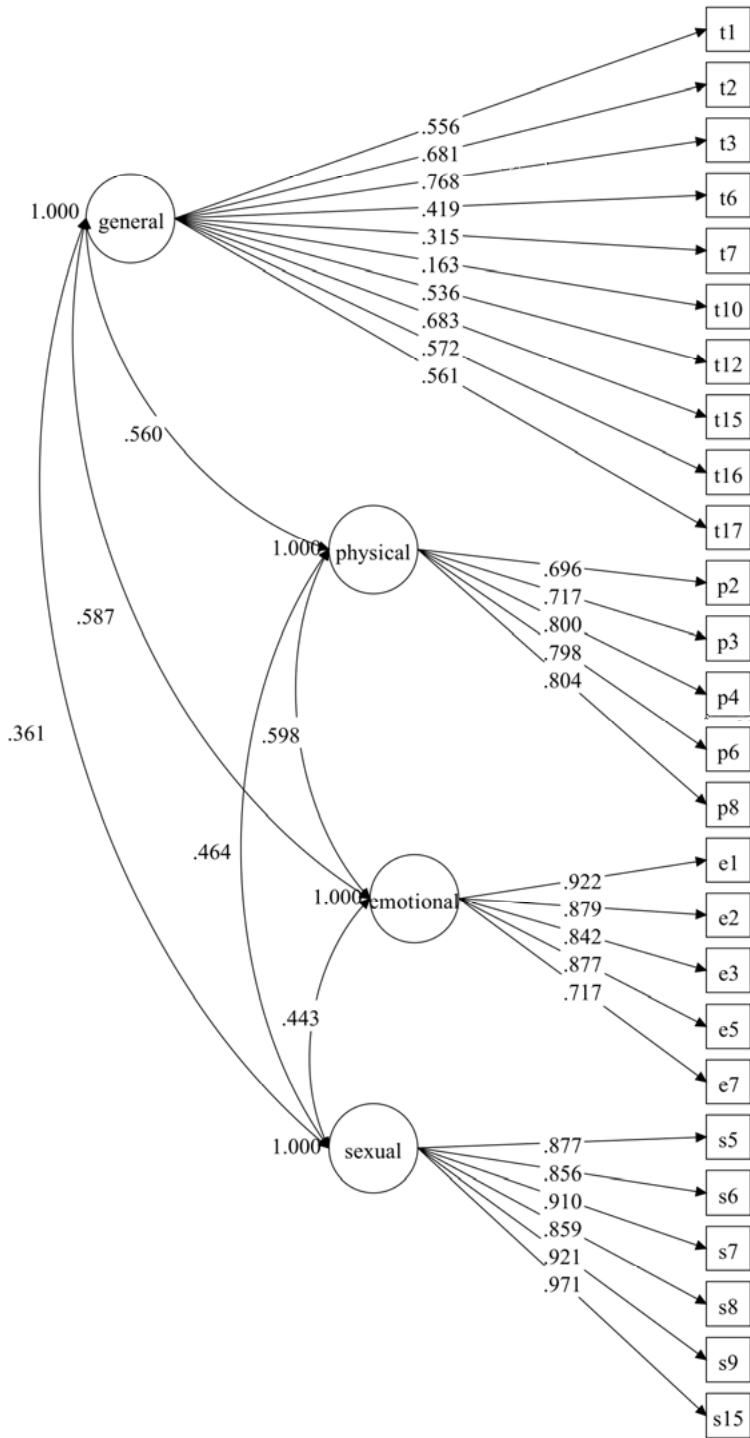 t1
t2
.556
.681
t3
.768
t6
.419
1.000
general
.315
t7
.163
t10
.536
.683
t12
.572
.561
t15
.560
t16
t17
1.000
physical
.696
p2
.717
.587
.800
p3
.798
.804
p4
.361
.598
p6
p8
.464
e1
.922
1.000
emotional
.879
e2
.842
.877
e3
.717
.443
e5
e7
1.000
sexual
.877
s5
.856
s6
.910
.859
s7
.921
.971
s8
s9
s15